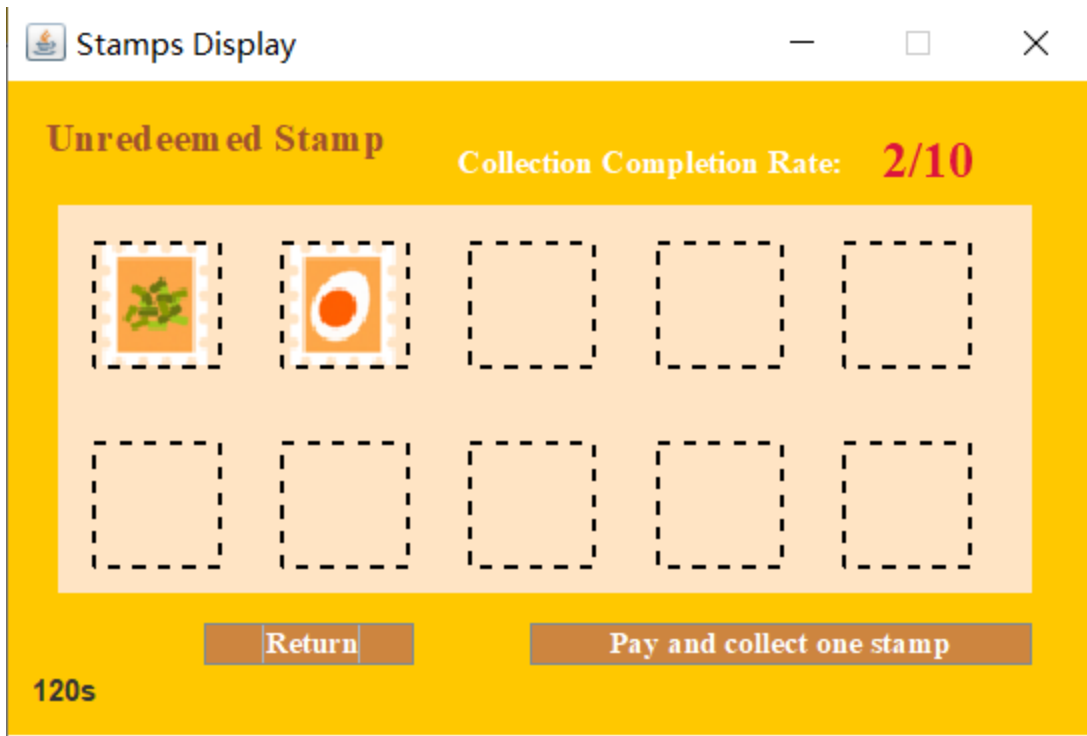 Stamps Display
Unredeemed Stamp
Collection Completion Rate: 2/10
Return
Pay and collect one stamp
120s